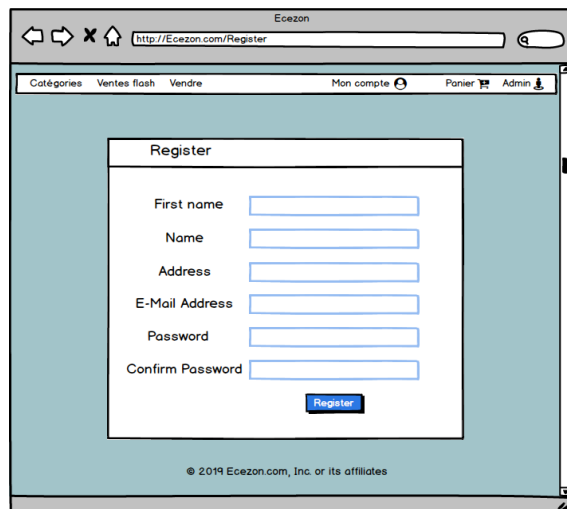 Ecezon
http://Ecezon.com/Register
Catégories Ventes flash Vendre Mon compte Panier Admin
Register
First name
Name
Address
E-Mail Address
Password
Confirm Password
Register
© 2019 Ecezon.com, Inc. or its affiliates